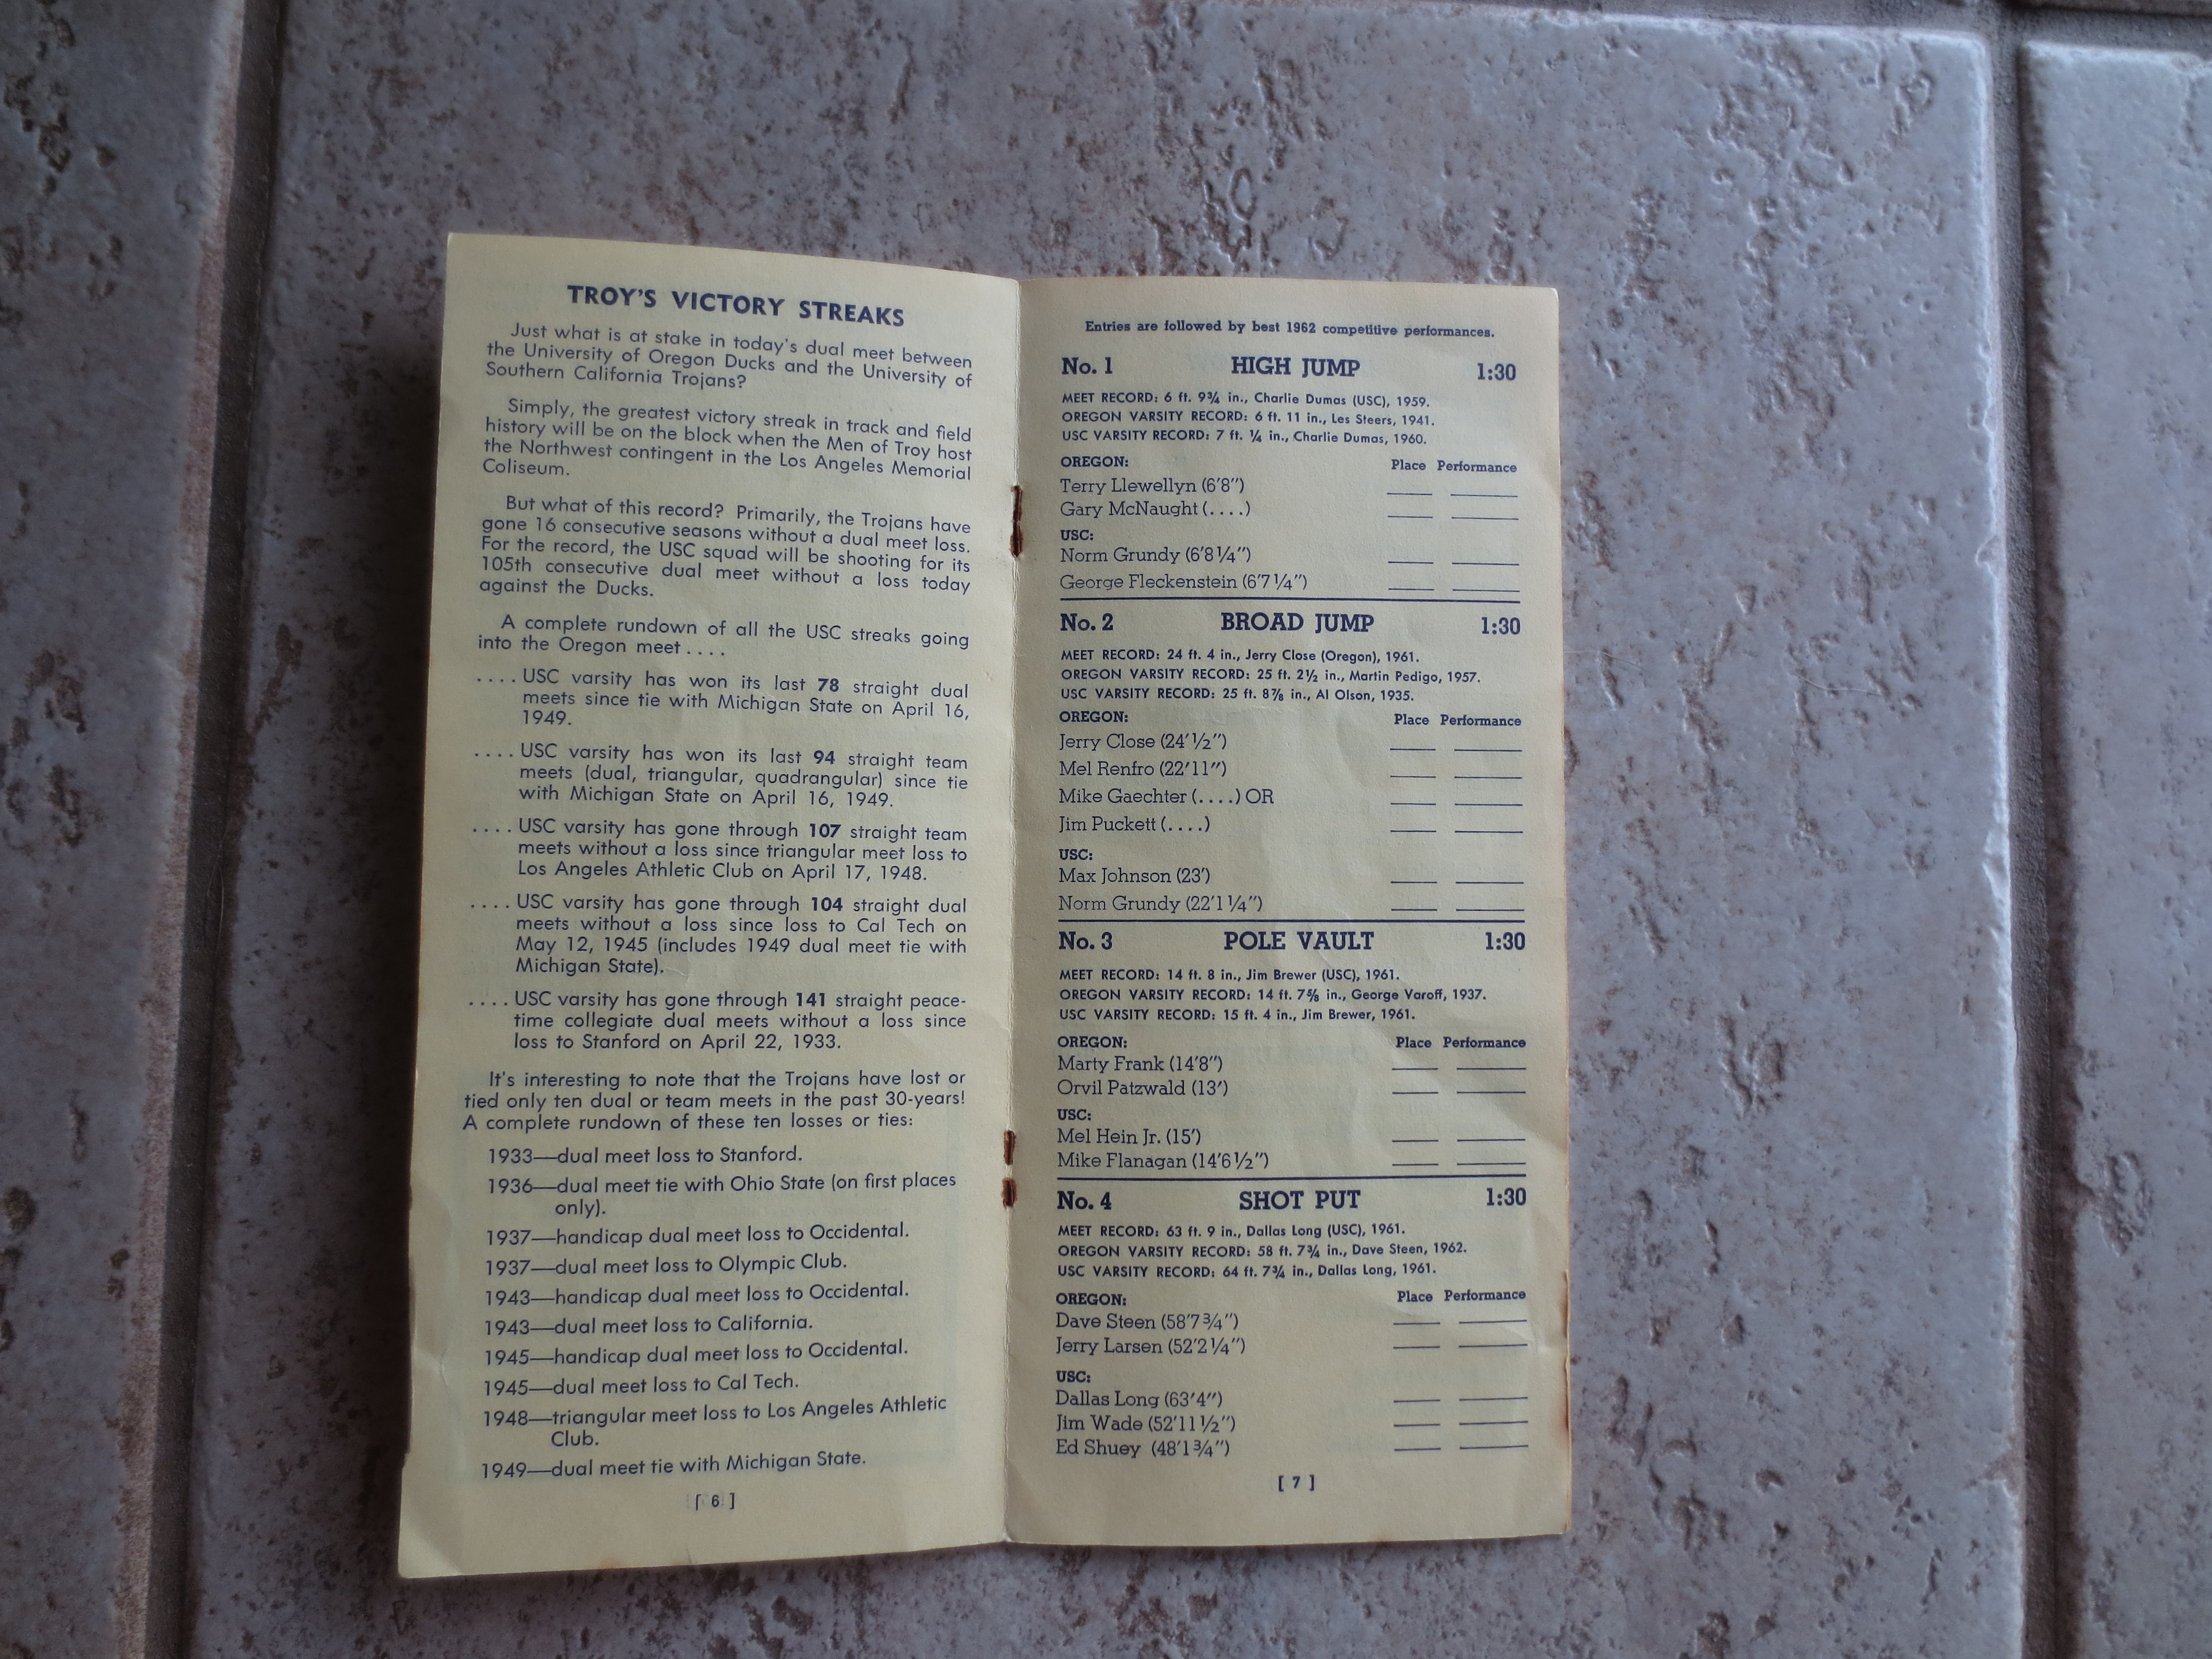 TROY'S VICTORY STREAKS
Just what is at stake in today's dual meet between
the University of Oregon Ducks and the University of
Southern California Trojans?
Simply, the greatest victory streak in track and field
history will be on the block when the Men of Troy host
the Northwest contingent in the Los Angeles Memorial
Coliseum.
But what of this record? Primarily, the Trojans have
gone 16 consecutive seasons without a dual meet loss.
For the record, the USC squad will be shooting for its
105th consecutive dual meet without a loss today
against the Ducks.
A complete rundown of all the USC streaks going
into the Oregon meet . . . .
. . . . USC varsity has won its last 78 straight dual
meets since tie with Michigan State on April 16,
1949.
. . . . USC varsity has won its last 94 straight team
meets (dual, triangular, quadrangular) since tie
with Michigan State on April 16, 1949.
. . . . USC varsity has gone through 107 straight team
meets without a loss since triangular meet loss to
Los Angeles Athletic Club on April 17, 1948.
. . . . USC varsity has gone through 104 straight dual
meets without a loss since loss to Cal Tech on
May 12, 1945 (includes 1949 dual meet tie with
Michigan State).
. . . . USC varsity has gone through 141 straight peace-
time collegiate dual meets without a loss since
loss to Stanford on April 22, 1933.
It's interesting to note that the Trojans have lost or
tied only ten dual or team meets in the past 30-years!
A complete rundown of these ten losses or ties:
1933—dual meet loss to Stanford.
1936—dual meet tie with Ohio State (on first places
only).
1937—handicap dual meet loss to Occidental.
1937—dual meet loss to Olympic Club.
1943—handicap dual meet loss to Occidental.
1943—dual meet loss to California.
1945—handicap dual meet loss to Occidental.
1945—dual meet loss to Cal Tech.
1948—triangular meet loss to Los Angeles Athletic
Club.
1949—dual meet tie with Michigan State.
[ 6 ]
Entries are followed by best 1962 competitive performances.
No. 1 HIGH JUMP 1:30
MEET RECORD: 6 ft. 9¾ in., Charlie Dumas (USC), 1959.
OREGON VARSITY RECORD: 6 ft. 11 in., Les Steers, 1941.
USC VARSITY RECORD: 7 ft. ¼ in., Charlie Dumas, 1960.
OREGON: Place Performance
Terry Llewellyn (6'8")
Gary McNaught (. . . .)
USC:
Norm Grundy (6'8¼")
George Fleckenstein (6'7¼")
No. 2 BROAD JUMP 1:30
MEET RECORD: 24 ft. 4 in., Jerry Close (Oregon), 1961.
OREGON VARSITY RECORD: 25 ft. 2½ in., Martin Pedigo, 1957.
USC VARSITY RECORD: 25 ft. 8⅞ in., Al Olson, 1935.
OREGON: Place Performance
Jerry Close (24'½")
Mel Renfro (22'11")
Mike Gaechter (. . . .) OR
Jim Puckett (. . . .)
USC:
Max Johnson (23')
Norm Grundy (22'1¼")
No. 3 POLE VAULT 1:30
MEET RECORD: 14 ft. 8 in., Jim Brewer (USC), 1961.
OREGON VARSITY RECORD: 14 ft. 7⅝ in., George Varoff, 1937.
USC VARSITY RECORD: 15 ft. 4 in., Jim Brewer, 1961.
OREGON: Place Performance
Marty Frank (14'8")
Orvil Patzwald (13')
USC:
Mel Hein Jr. (15')
Mike Flanagan (14'6½")
No. 4 SHOT PUT 1:30
MEET RECORD: 63 ft. 9 in., Dallas Long (USC), 1961.
OREGON VARSITY RECORD: 58 ft. 7¾ in., Dave Steen, 1962.
USC VARSITY RECORD: 64 ft. 7¾ in., Dallas Long, 1961.
OREGON: Place Performance
Dave Steen (58'7¾")
Jerry Larsen (52'2¼")
USC:
Dallas Long (63'4")
Jim Wade (52'11½")
Ed Shuey (48'1¾")
[ 7 ]